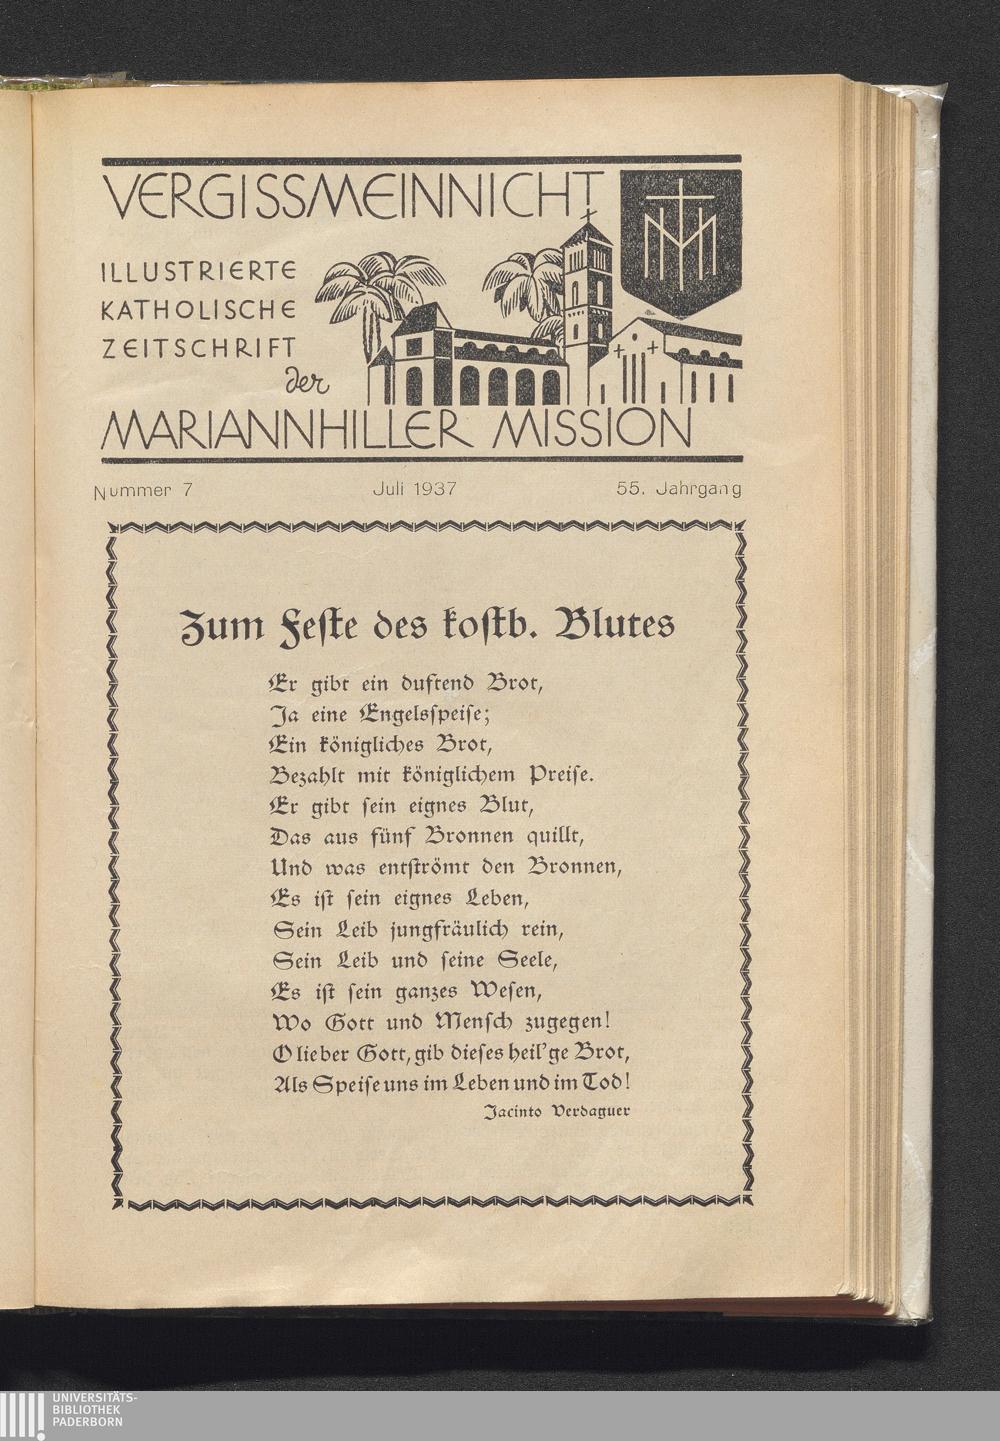 VERGISSMEINNICHT
ILLUSTRIERTE
KATHOLISCHE
ZEITSCHRIFT
der
MARIANNHILLER MISSION
Nummer 7 Juli 1937 55. Jahrgang
Zum Feste des kostb. Blutes
Er gibt ein duftend Brot,
Ja eine Engelsspeise;
Ein königliches Brot,
Bezahlt mit königlichem Preise.
Er gibt sein eignes Blut,
Das aus fünf Bronnen quillt,
Und was entströmt den Bronnen,
Es ist sein eignes Leben,
Sein Leib jungfräulich rein,
Sein Leib und seine Seele,
Es ist sein ganzes Wesen,
Wo Gott und Mensch zugegen!
O lieber Gott, gib dieses heil'ge Brot,
Als Speise uns im Leben und im Tod!
Jacinto Verdaguer
UNIVERSITÄTS-
BIBLIOTHEK
PADERBORN